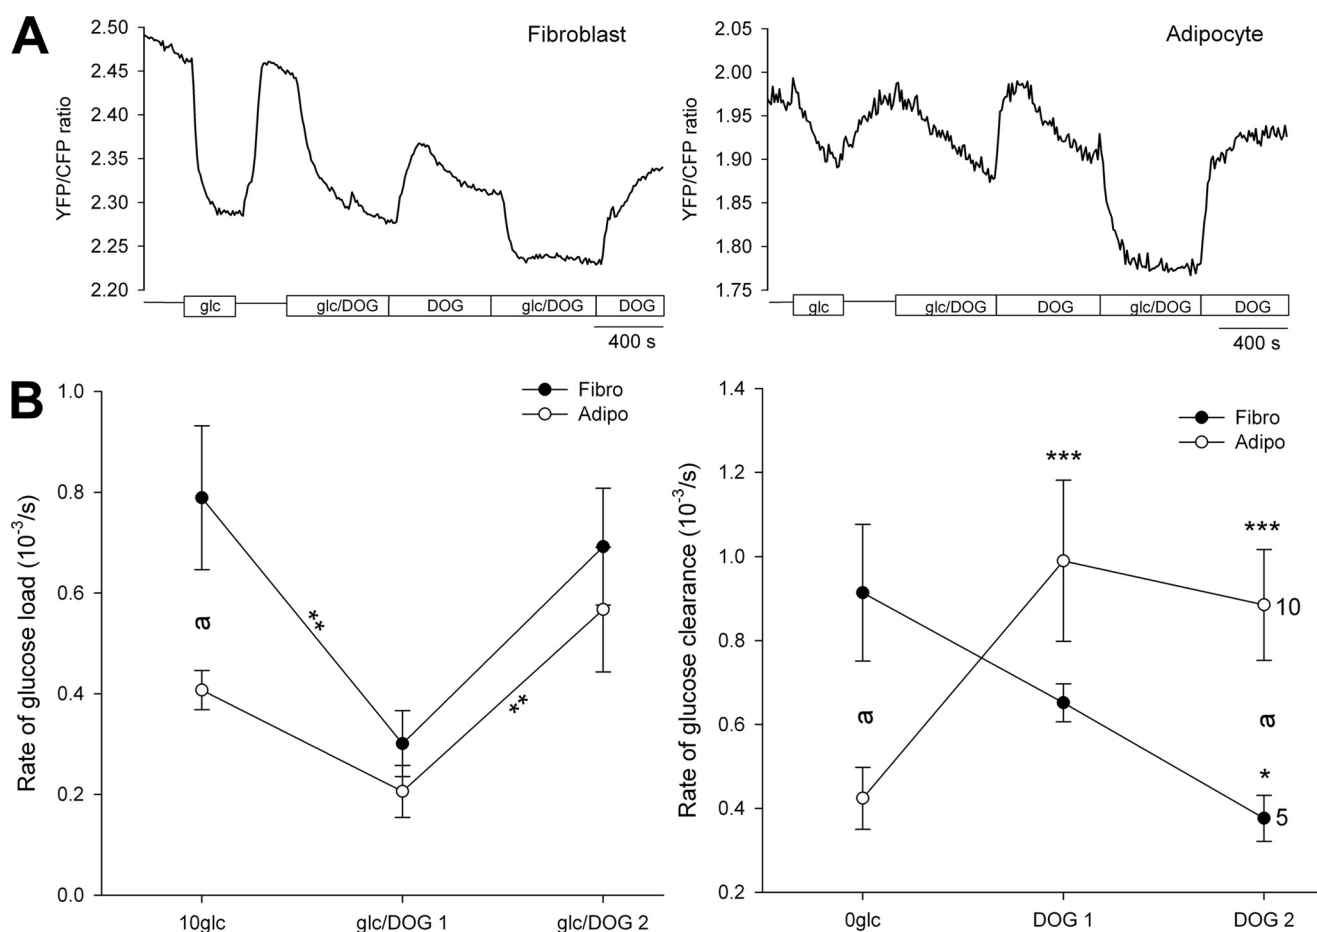 A
Fibroblast
YFP/CFP ratio
2.50
2.45
2.40
2.35
2.30
2.25
2.20
glc
glc/DOG
DOG
glc/DOG
DOG
400 s
Adipocyte
YFP/CFP ratio
2.05
2.00
1.95
1.90
1.85
1.80
1.75
glc
glc/DOG
DOG
glc/DOG
DOG
400 s
B
Fibro
Adipo
Rate of glucose load (10-3/s)
1.0
0.8
0.6
0.4
0.2
0.0
a
**
**
10glc
glc/DOG 1
glc/DOG 2
Fibro
Adipo
Rate of glucose clearance (10-3/s)
1.4
1.2
1.0
0.8
0.6
0.4
0.2
***
***
10
a
a
*
5
0glc
DOG 1
DOG 2